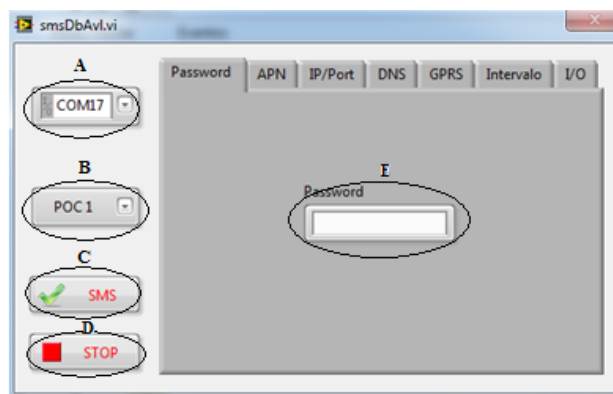 smsDbAvl.vi
A
COM17
B
POC 1
C
SMS
D
STOP
Password APN IP/Port DNS GPRS Intervalo I/O
E
Password